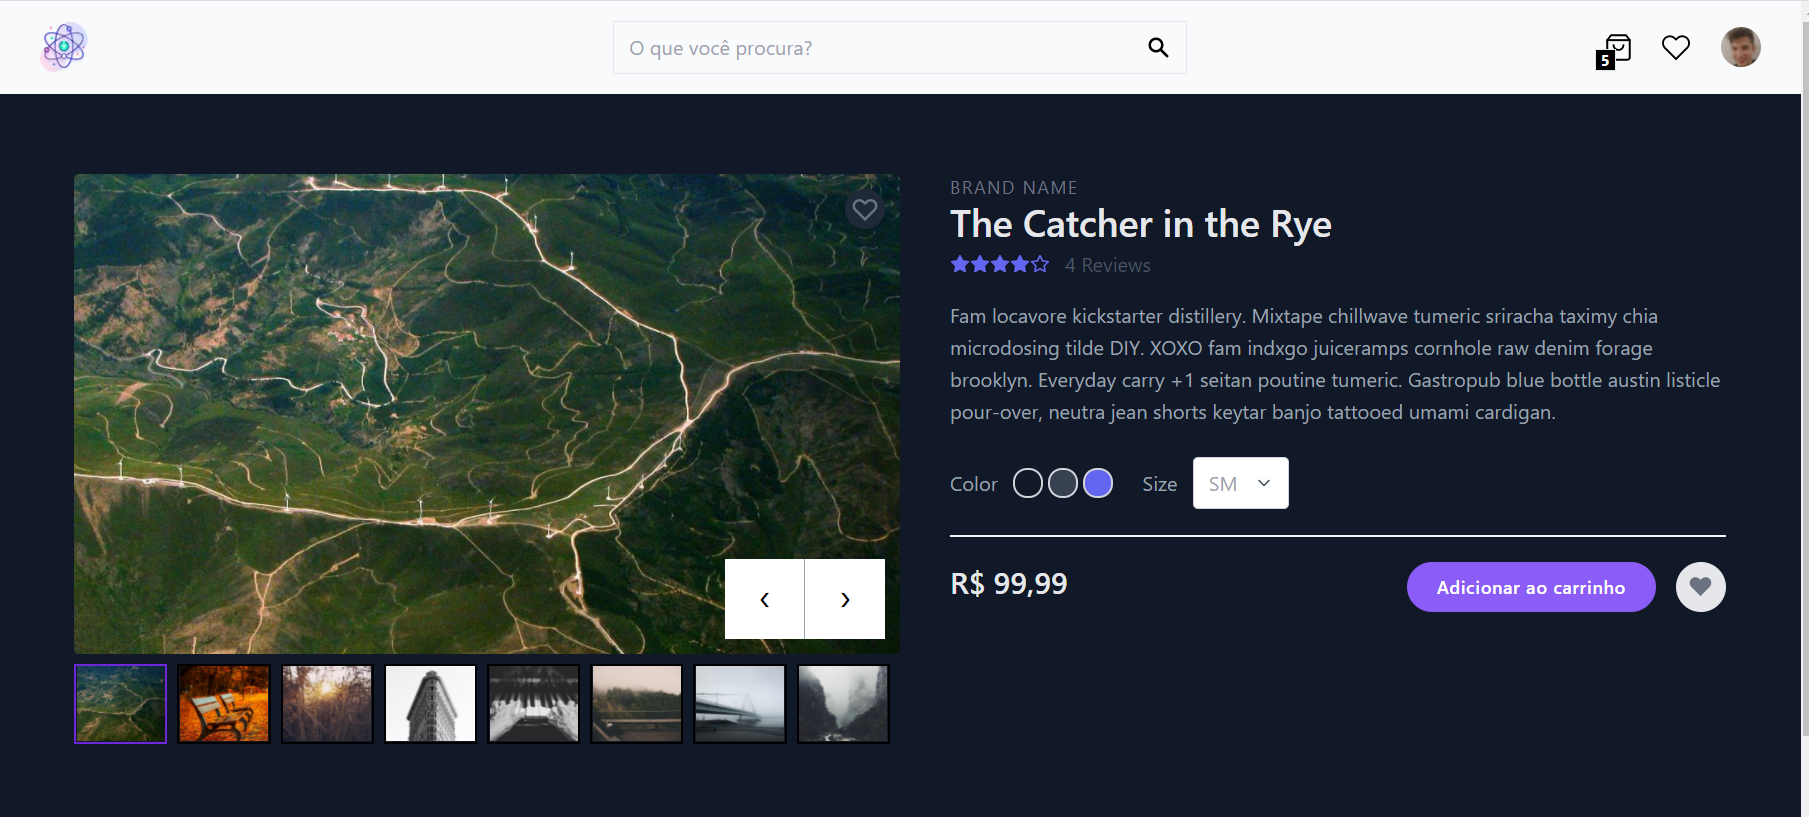 O que você procura?
5
BRAND NAME
The Catcher in the Rye
4 Reviews
Fam locavore kickstarter distillery. Mixtape chillwave tumeric sriracha taximy chia
microdosing tilde DIY. XOXO fam indxgo juiceramps cornhole raw denim forage
brooklyn. Everyday carry +1 seitan poutine tumeric. Gastropub blue bottle austin listicle
pour-over, neutra jean shorts keytar banjo tattooed umami cardigan.
Color Size SM
R$ 99,99 Adicionar ao carrinho